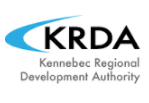 KRDA
Kennebec Regional
Development Authority